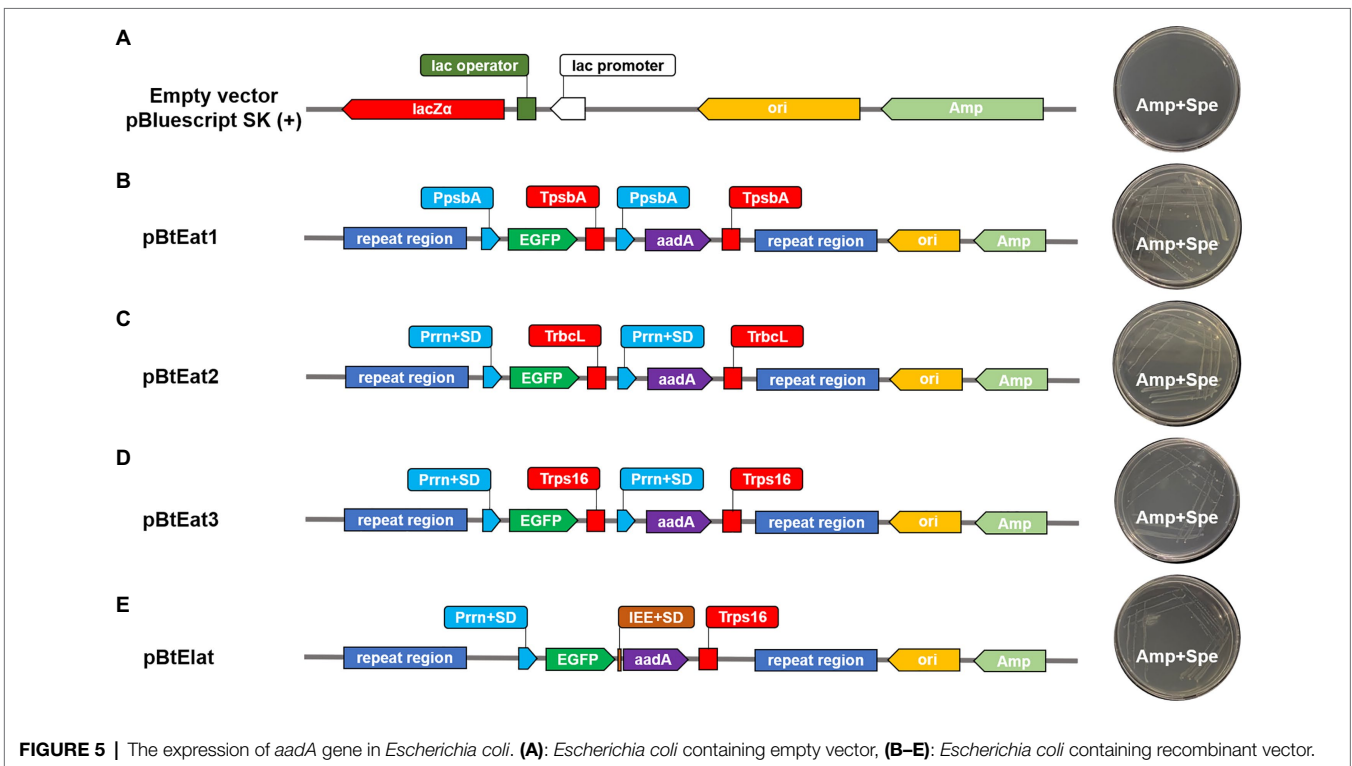 A
lac operator
lac promoter
Empty vector
pBluescript SK (+)
lacZα
ori
Amp
Amp+Spe
B
PpsbA
TpsbA
PpsbA
TpsbA
pBtEat1
repeat region
EGFP
aadA
repeat region
ori
Amp
Amp+Spe
C
Prrn+SD
TrbcL
Prrn+SD
TrbcL
pBtEat2
repeat region
EGFP
aadA
repeat region
ori
Amp
Amp+Spe
D
Prrn+SD
Trps16
Prrn+SD
Trps16
pBtEat3
repeat region
EGFP
aadA
repeat region
ori
Amp
Amp+Spe
E
Prrn+SD
IEE+SD
Trps16
pBtElat
repeat region
EGFP
aadA
repeat region
ori
Amp
Amp+Spe
FIGURE 5 | The expression of aadA gene in Escherichia coli. (A): Escherichia coli containing empty vector, (B–E): Escherichia coli containing recombinant vector.